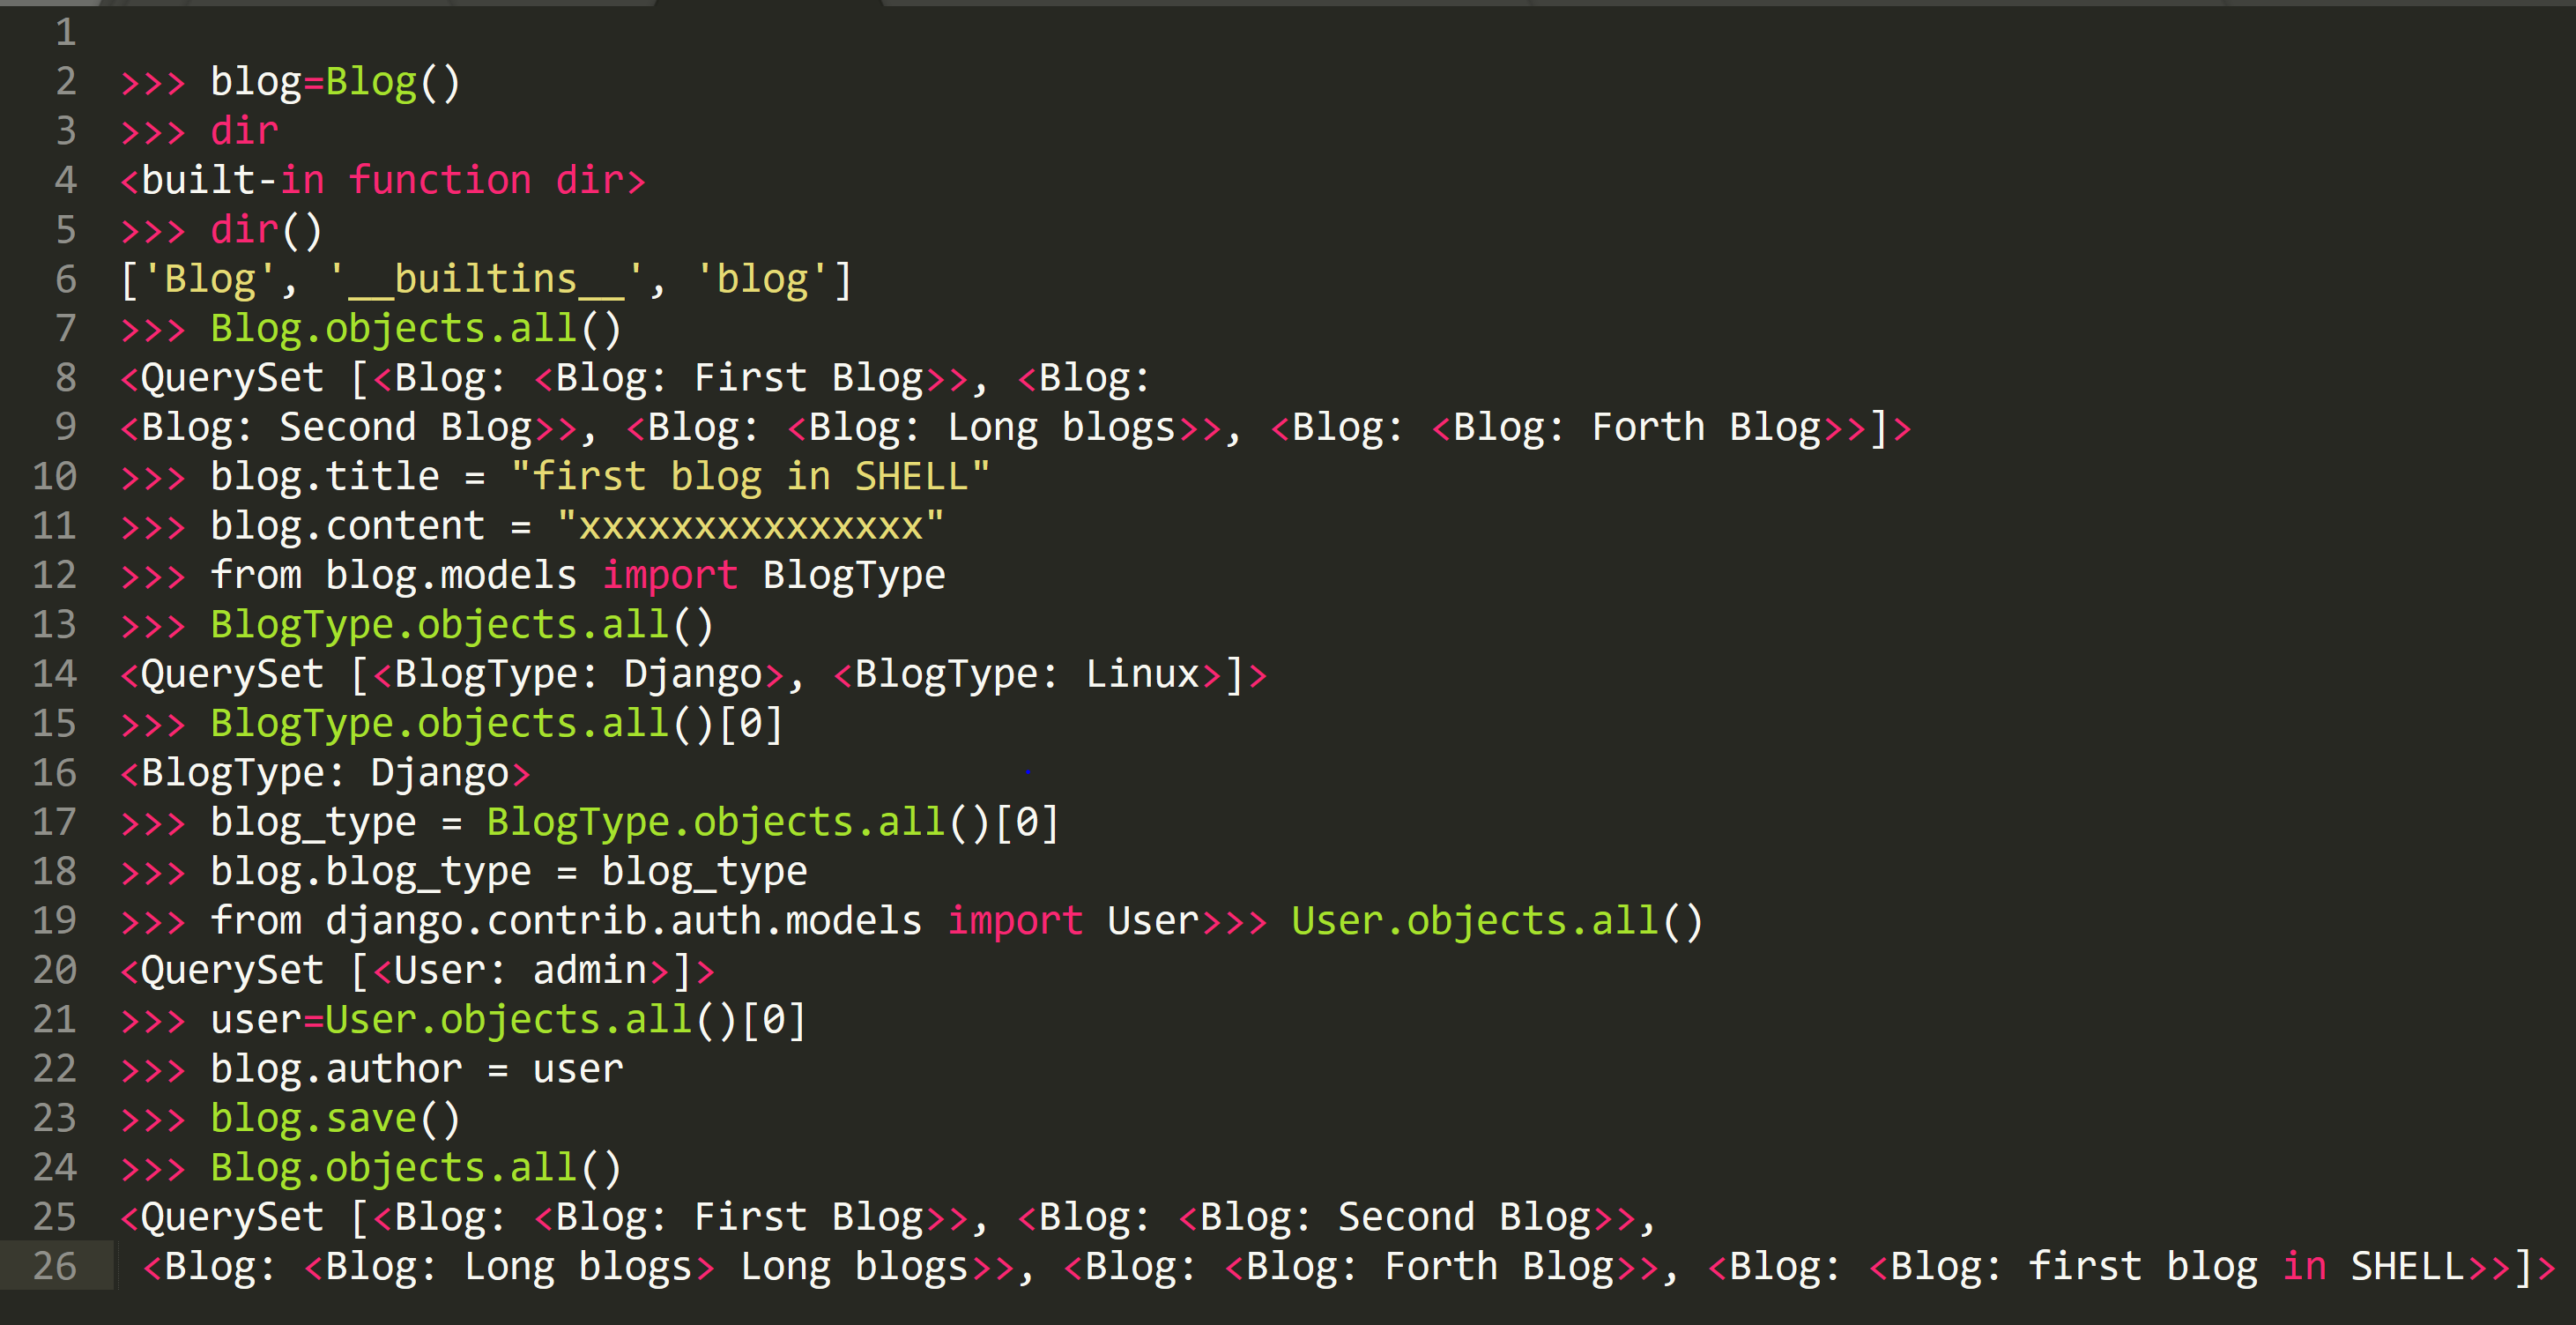 1
2 >>> blog=Blog()
3 >>> dir
4 <built-in function dir>
5 >>> dir()
6 ['Blog', '__builtins__', 'blog']
7 >>> Blog.objects.all()
8 <QuerySet [<Blog: <Blog: First Blog>>, <Blog:
9 <Blog: Second Blog>>, <Blog: <Blog: Long blogs>>, <Blog: <Blog: Forth Blog>>]>
10 >>> blog.title = "first blog in SHELL"
11 >>> blog.content = "xxxxxxxxxxxxxxx"
12 >>> from blog.models import BlogType
13 >>> BlogType.objects.all()
14 <QuerySet [<BlogType: Django>, <BlogType: Linux>]>
15 >>> BlogType.objects.all()[0]
16 <BlogType: Django>
17 >>> blog_type = BlogType.objects.all()[0]
18 >>> blog.blog_type = blog_type
19 >>> from django.contrib.auth.models import User>>> User.objects.all()
20 <QuerySet [<User: admin>]>
21 >>> user=User.objects.all()[0]
22 >>> blog.author = user
23 >>> blog.save()
24 >>> Blog.objects.all()
25 <QuerySet [<Blog: <Blog: First Blog>>, <Blog: <Blog: Second Blog>>,
26  <Blog: <Blog: Long blogs> Long blogs>>, <Blog: <Blog: Forth Blog>>, <Blog: <Blog: first blog in SHELL>>]>